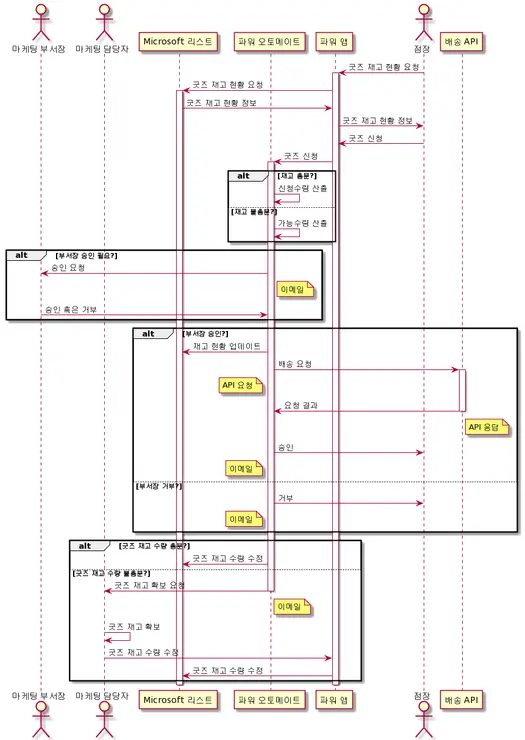 마케팅 부서장 마케팅 담당자 Microsoft 리스트 파워 오토메이트 파워 앱 점장 배송 API
굿즈 재고 현황 요청
굿즈 재고 현황 요청
굿즈 재고 현황 정보
굿즈 재고 현황 정보
굿즈 신청
굿즈 신청
alt [재고 충분?]
신청수량 산출
[재고 불충분?]
가능수량 산출
alt [부서장 승인 필요?]
승인 요청
이메일
승인 혹은 거부
alt [부서장 승인?]
재고 현황 업데이트
배송 요청
API 요청
요청 결과
API 응답
승인
이메일
[부서장 거부?]
거부
이메일
alt [굿즈 재고 수량 충분?]
굿즈 재고 수량 수정
[굿즈 재고 수량 불충분?]
굿즈 재고 확보 요청
이메일
굿즈 재고 확보
굿즈 재고 수량 수정
굿즈 재고 수량 수정
마케팅 부서장 마케팅 담당자 Microsoft 리스트 파워 오토메이트 파워 앱 점장 배송 API